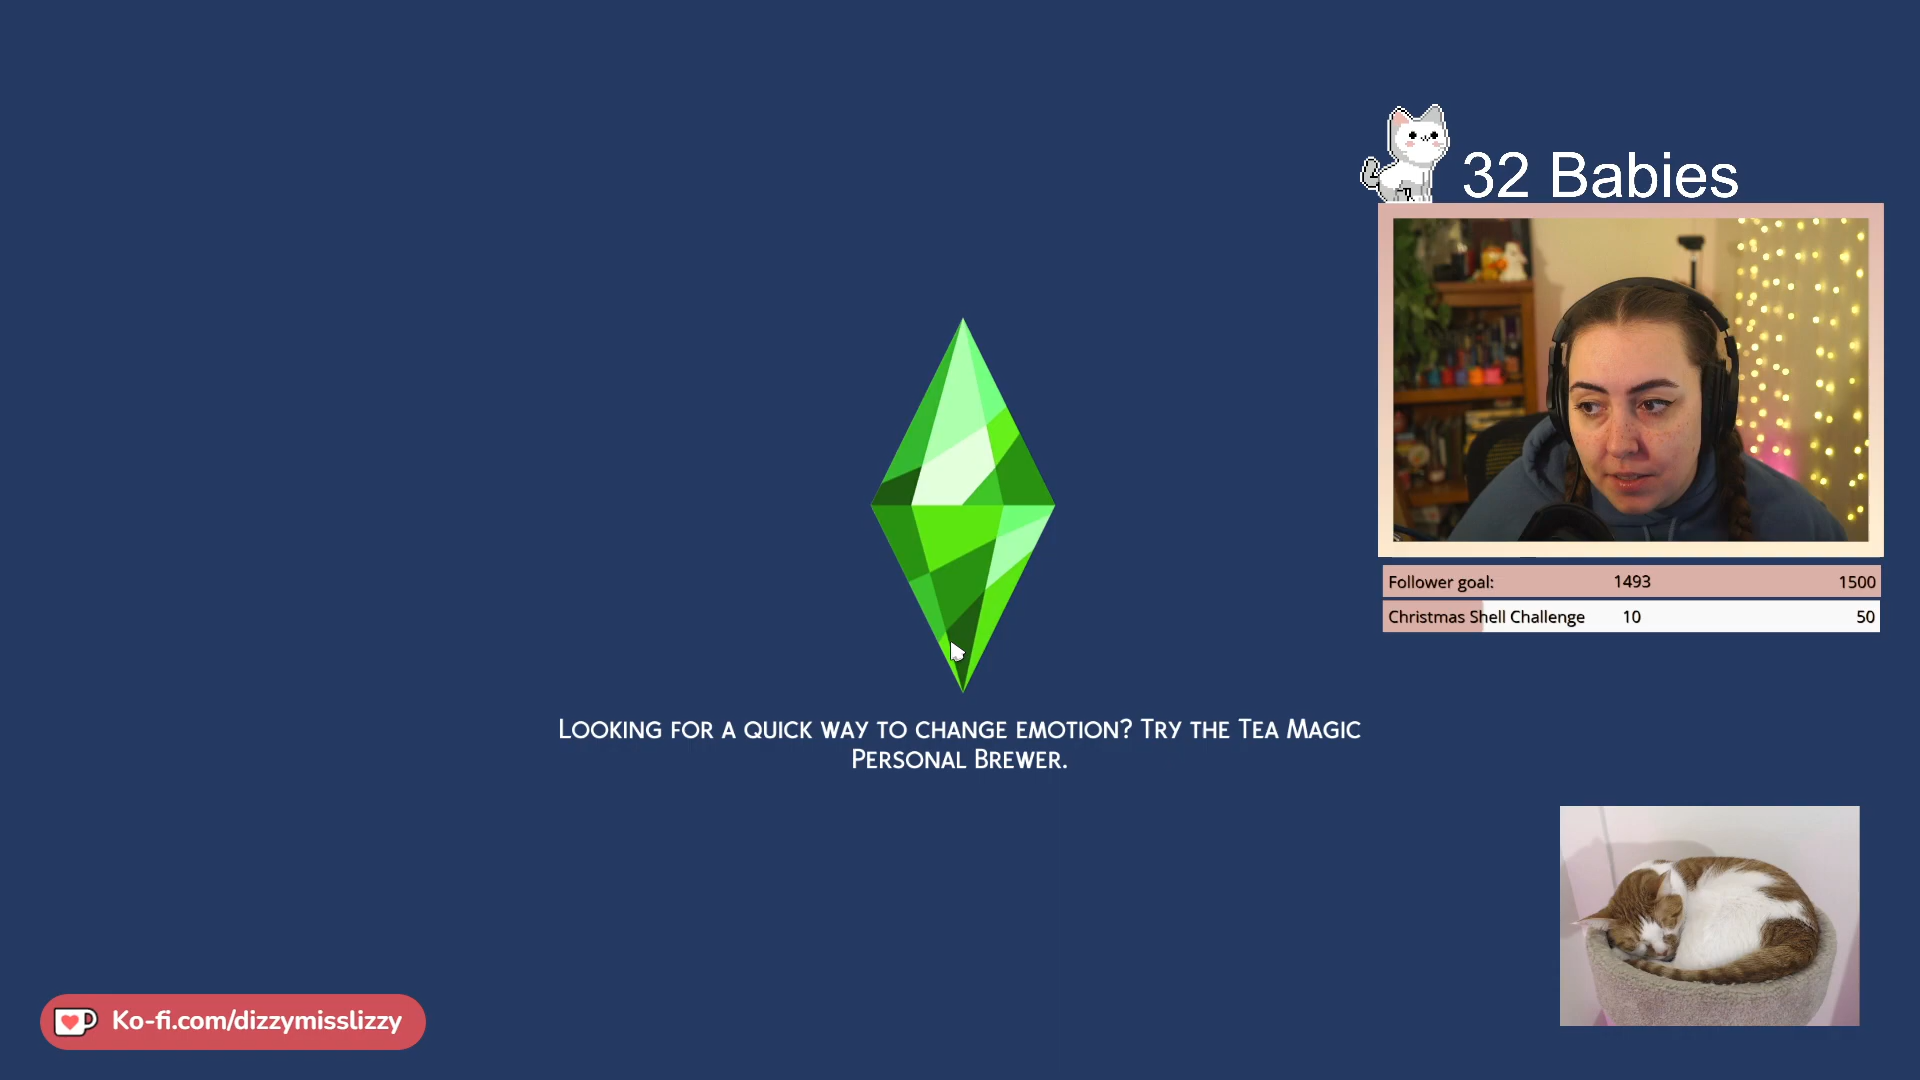 32 Babies
Follower goal: 1493 1500
Christmas Shell Challenge 10 50
LOOKING FOR A QUICK WAY TO CHANGE EMOTION? TRY THE TEA MAGIC
PERSONAL BREWER.
Ko-fi.com/dizzymisslizzy